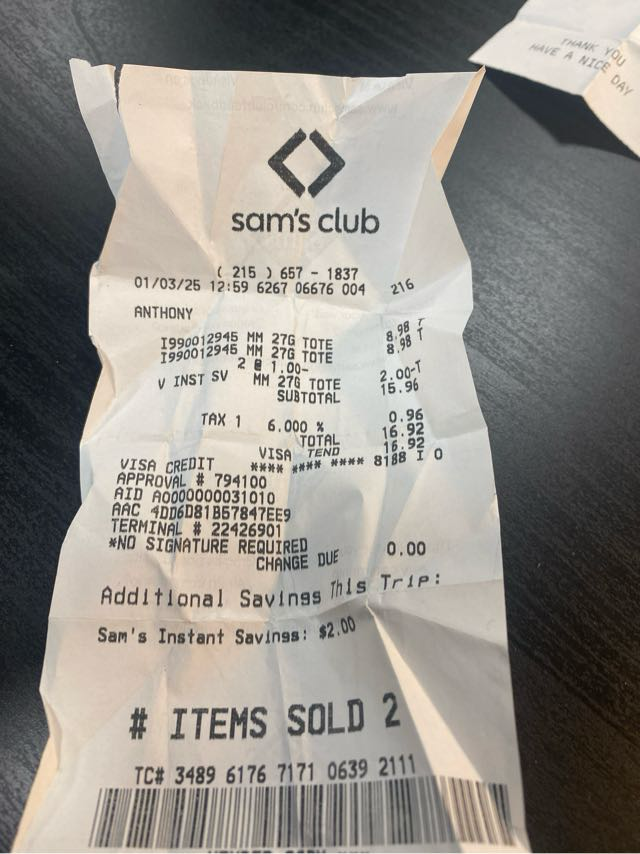 THANK YOU
HAVE A NICE DAY
sam's club
( 215 ) 657 - 1837
01/03/25 12:59 6267 06676 004 216
ANTHONY
I990012945 MM 27G TOTE 8.98 T
I990012945 MM 27G TOTE 8.98 T
2 @ 1.00-
V INST SV MM 27G TOTE 2.00-T
SUBTOTAL 15.96
TAX 1 6.000 % 0.96
TOTAL 16.92
VISA TEND 16.92
VISA CREDIT **** **** **** 8188 I 0
APPROVAL # 794100
AID A0000000031010
AAC 4DD6D81B57847EE9
TERMINAL # 22426901
*NO SIGNATURE REQUIRED
CHANGE DUE 0.00
Additional Savings This Trip:
Sam's Instant Savings: $2.00
# ITEMS SOLD 2
TC# 3489 6176 7171 0639 2111